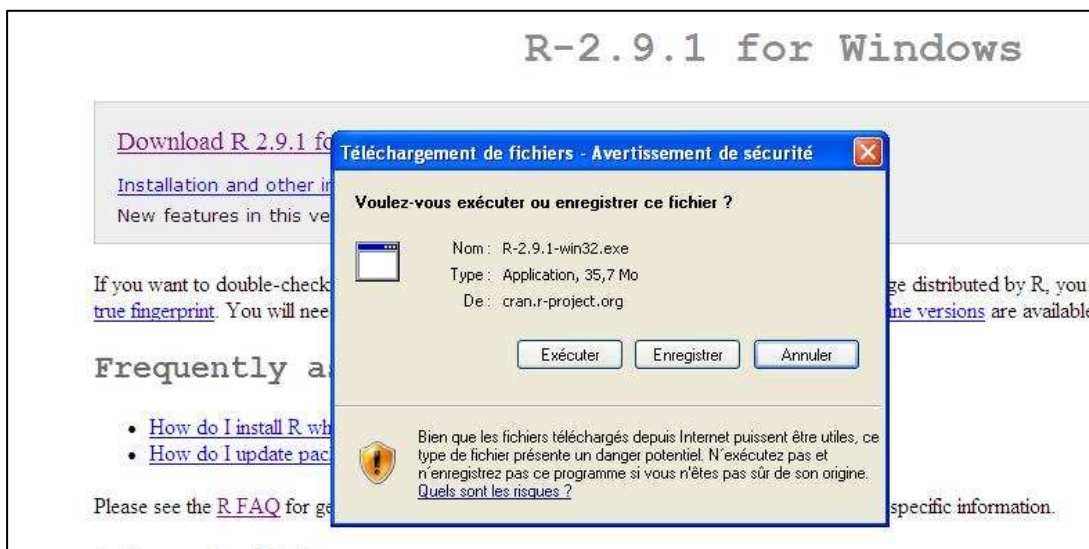 R-2.9.1 for Windows
Download R 2.9.1 fo
Installation and other in
New features in this ve
Téléchargement de fichiers - Avertissement de sécurité
Voulez-vous exécuter ou enregistrer ce fichier ?
Nom : R-2.9.1-win32.exe
Type : Application, 35,7 Mo
De : cran.r-project.org
Exécuter Enregistrer Annuler
Bien que les fichiers téléchargés depuis Internet puissent être utiles, ce
type de fichier présente un danger potentiel. N'exécutez pas et
n'enregistrez pas ce programme si vous n'êtes pas sûr de son origine.
Quels sont les risques ?
If you want to double-check ge distributed by R, you
true fingerprint. You will nee ine versions are available
Frequently a
How do I install R wh
How do I update pac
Please see the R FAQ for ge specific information.